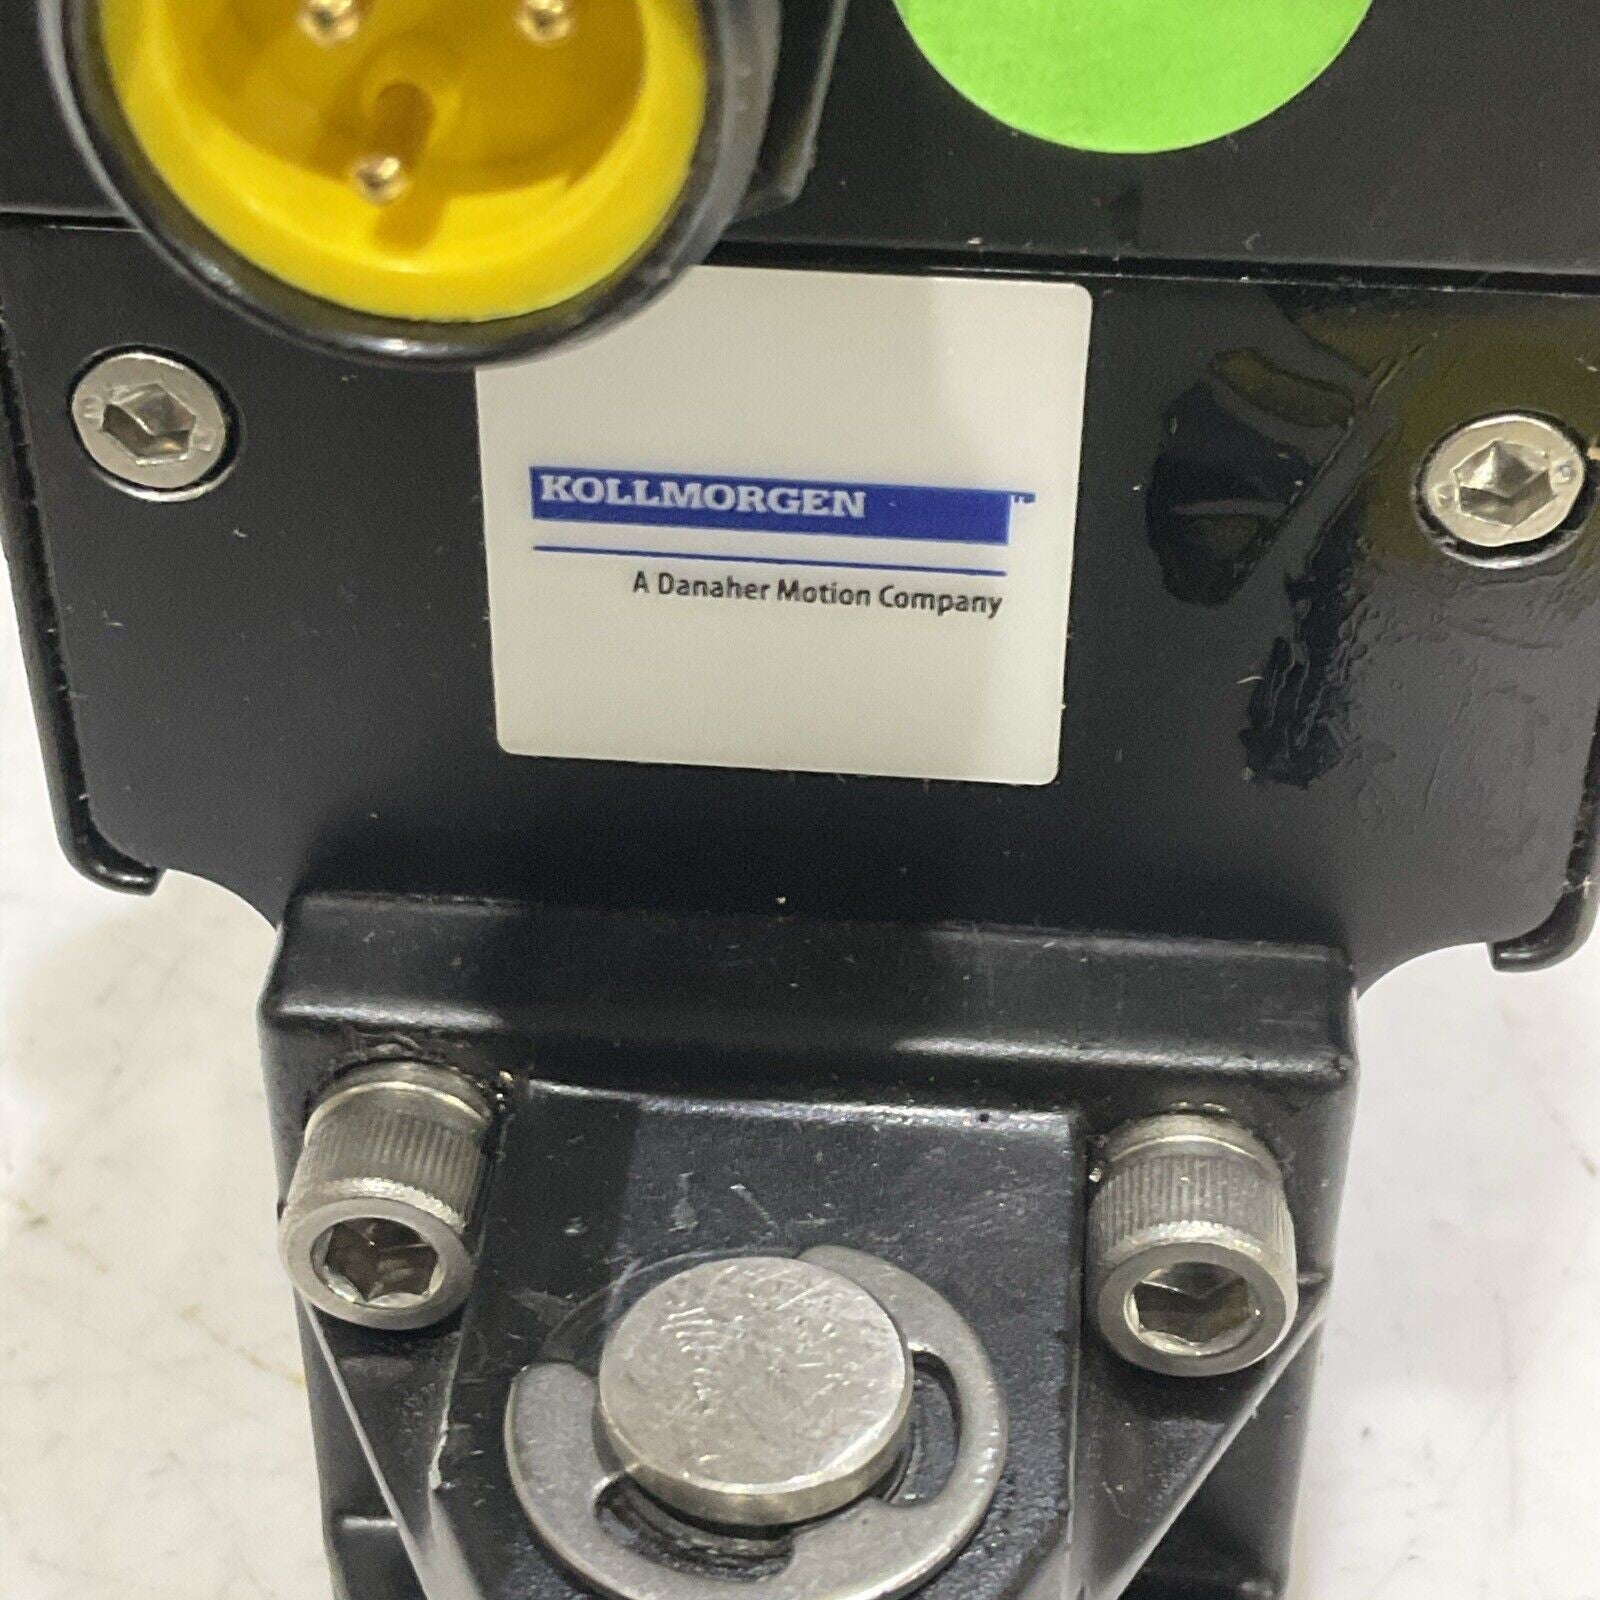 KOLLMORGEN
A Danaher Motion Company